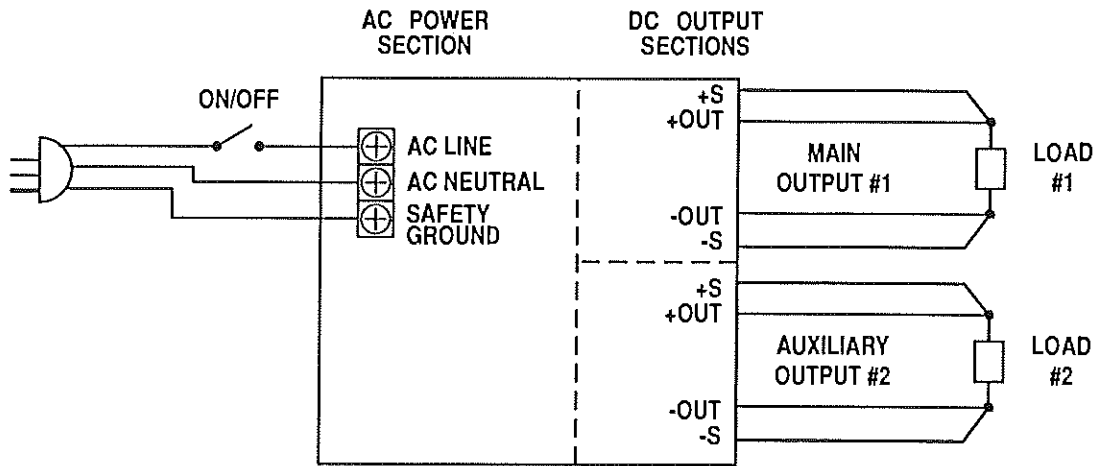 AC POWER
SECTION
DC OUTPUT
SECTIONS
ON/OFF
AC LINE
AC NEUTRAL
SAFETY
GROUND
+S
+OUT
MAIN
OUTPUT #1
-OUT
-S
LOAD
#1
+S
+OUT
AUXILIARY
OUTPUT #2
-OUT
-S
LOAD
#2